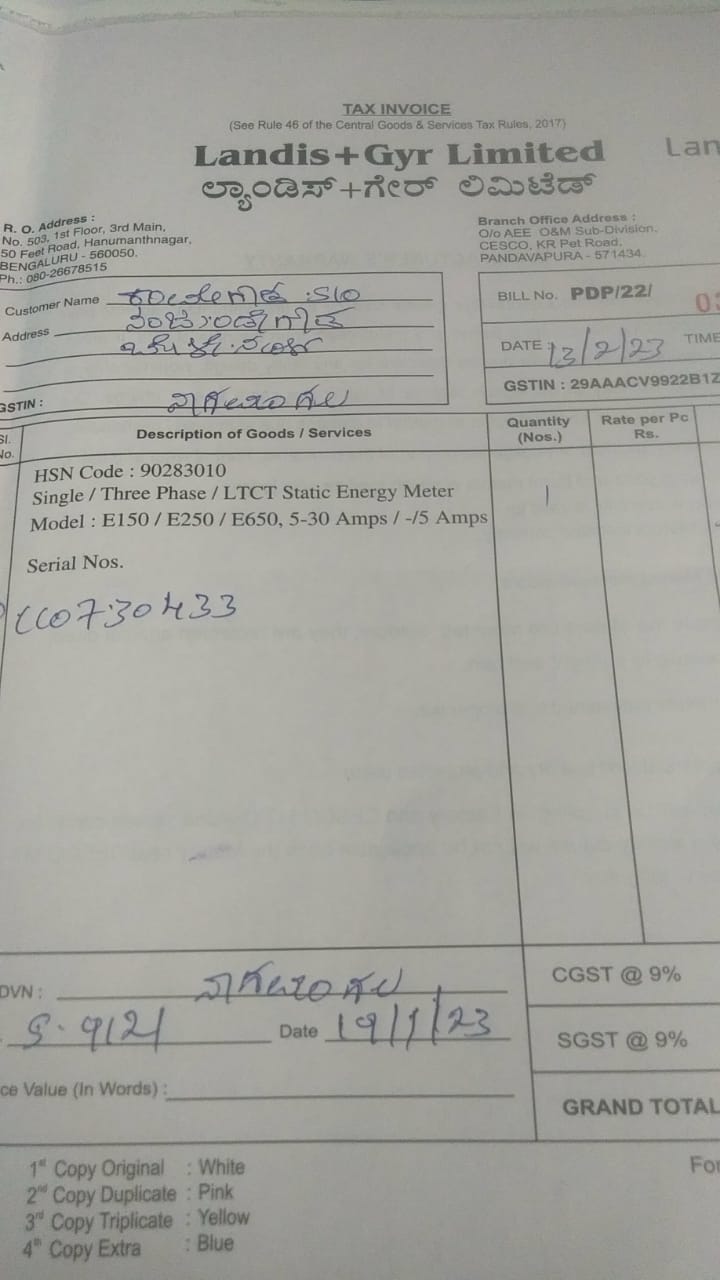 TAX INVOICE
(See Rule 46 of the Central Goods & Services Tax Rules, 2017)
Landis+Gyr Limited
Lan
ಲ್ಯಾಂಡಿಸ್+ಗೇರ್ ಲಿಮಿಟೆಡ್
R. O. Address :
No. 503, 1st Floor, 3rd Main,
50 Feet Road, Hanumanthnagar,
BENGALURU - 560050.
Ph.: 080-26678515
Branch Office Address :
O/o AEE O&M Sub-Division,
CESCO, KR Pet Road,
PANDAVAPURA - 571434.
Customer Name S/O
Address
GSTIN :
BILL No. PDP/22/
DATE : 13/2/23 TIME
GSTIN : 29AAACV9922B1Z
Sl. No.
Description of Goods / Services
Quantity (Nos.)
Rate per Pc Rs.
HSN Code : 90283010
Single / Three Phase / LTCT Static Energy Meter
Model : E150 / E250 / E650, 5-30 Amps / -/5 Amps
1
Serial Nos.
CC0730433
DVN :
Date 19/1/23
ce Value (In Words) :
CGST @ 9%
SGST @ 9%
GRAND TOTAL
1st Copy Original : White
2nd Copy Duplicate : Pink
3rd Copy Triplicate : Yellow
4th Copy Extra : Blue
For